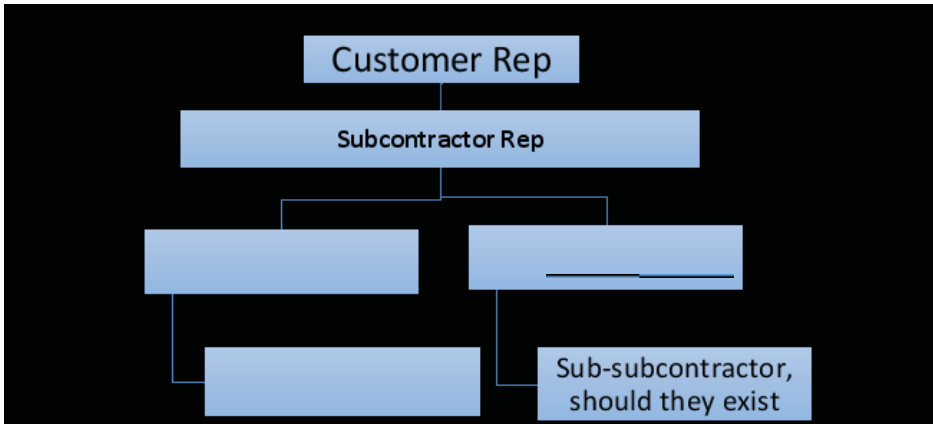 Customer Rep
Subcontractor Rep
Sub-subcontractor,
should they exist